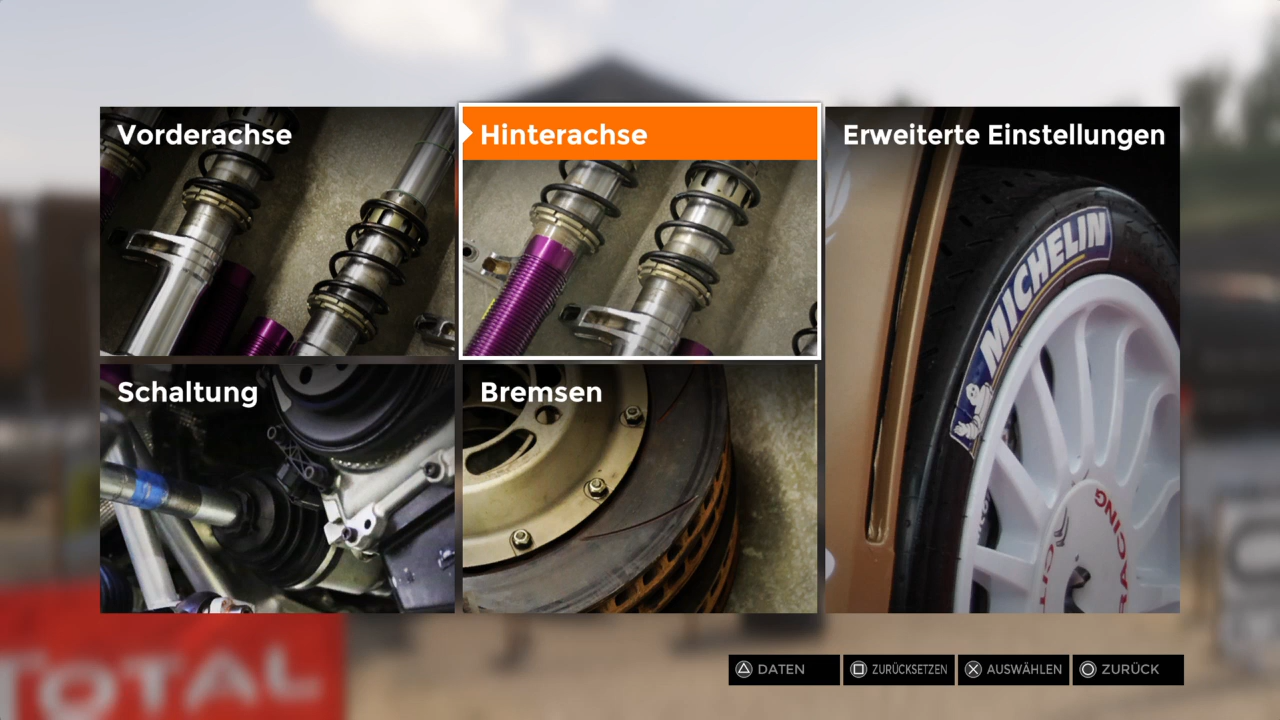 Vorderachse
Hinterachse
Erweiterte Einstellungen
MICHELIN
Schaltung
Bremsen
RACING
TOTAL
DATEN
ZURÜCKSETZEN
AUSWÄHLEN
ZURÜCK